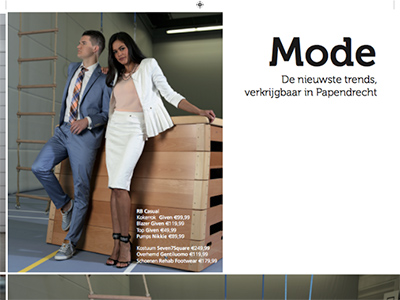 Mode
De nieuwste trends,
verkrijgbaar in Papendrecht
RB Casual
Kokerrok Given €99,99
Blazer Given €119,99
Top Given €49,99
Pumps Nikkie €89,99
Kostuum Seven7Square €249,99
Overhemd Gentiluomo €119,99
Schoenen Rehab Footwear €179,99